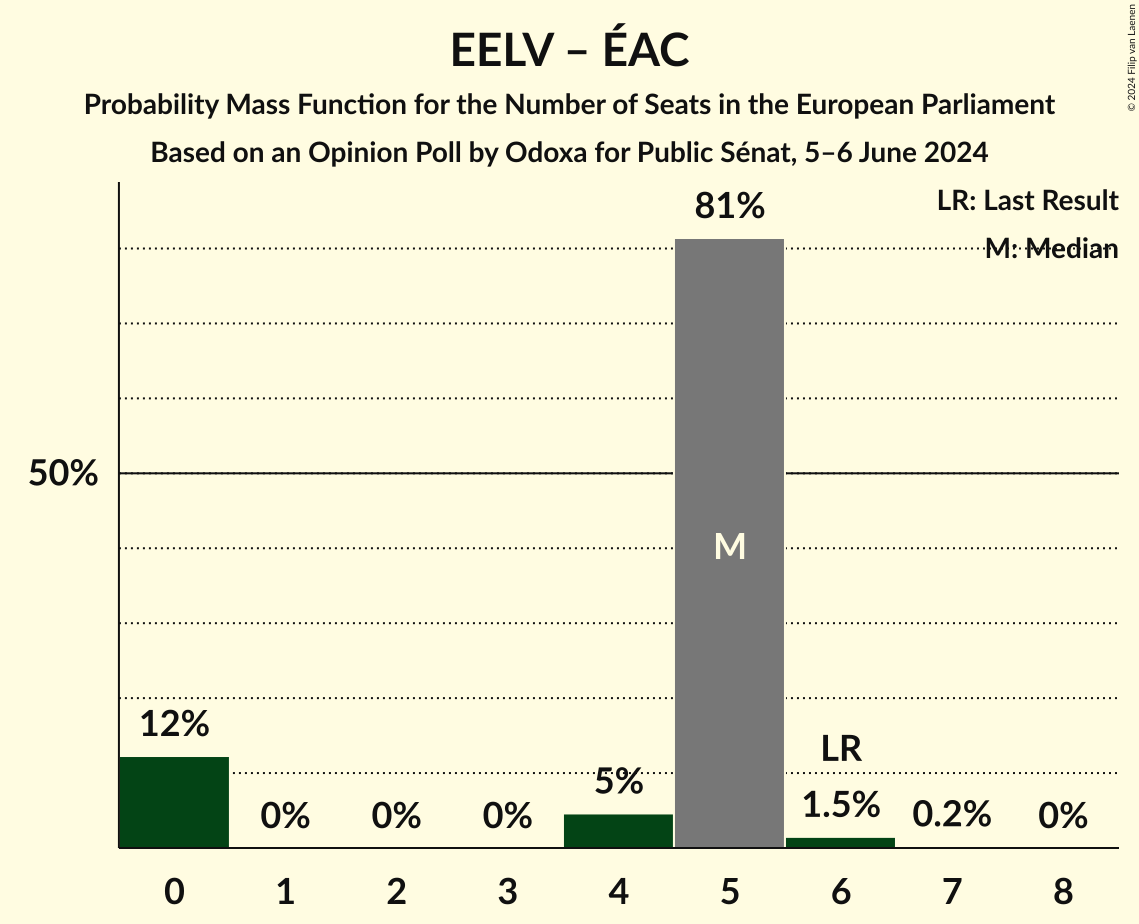 EELV – ÉAC
Probability Mass Function for the Number of Seats in the European Parliament
Based on an Opinion Poll by Odoxa for Public Sénat, 5–6 June 2024
© 2024 Filip van Laenen
LR: Last Result
M: Median
81%
50%
M
12%
0%
0%
0%
5%
LR
1.5%
0.2%
0%
0 1 2 3 4 5 6 7 8